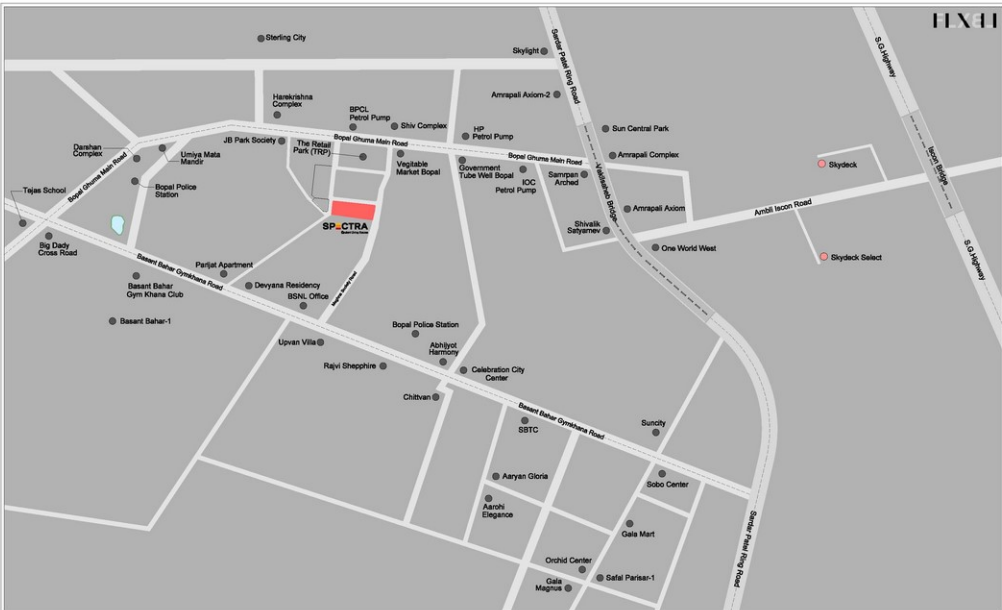 Sterling City
Skylight
Sardar Patel Ring Road
S.G.Highway
Harekrishna
Complex
BPCL
Petrol Pump
Shiv Complex
Amrapali Axiom-2
HP
Petrol Pump
Sun Central Park
JB Park Society
The Retail
Park (TRP)
Bopal Ghuma Main Road
Vegitable
Market Bopal
Government
Tube Well Bopal
Bopal Ghuma Main Road
IOC
Petrol Pump
Samrpan
Arched
Amrapali Complex
Skydeck
Iscon Bridge
Darshan
Complex
Umiya Mata
Mandir
Bopal Ghuma Main Road
Bopal Police
Station
Tejas School
Vakilsaheb Bridge
Amrapali Axiom
Ambli Iscon Road
SPECTRA
Shivalik
Satyamev
One World West
Skydeck Select
S.G.Highway
Big Dady
Cross Road
Basant Bahar Gymkhana Road
Parijat Apartment
Basant Bahar
Gym Khana Club
Devyana Residency
BSNL Office
Basant Bahar-1
Upvan Villa
Bopal Police Station
Abhijyot
Harmony
Rajvi Shepphire
Celebration City
Center
Chittvan
Basant Bahar Gymkhana Road
SBTC
Suncity
Aaryan Gloria
Sobo Center
Aarohi
Elegance
Gala Mart
Sardar Patel Ring Road
Orchid Center
Safal Parisar-1
Gala
Magnus